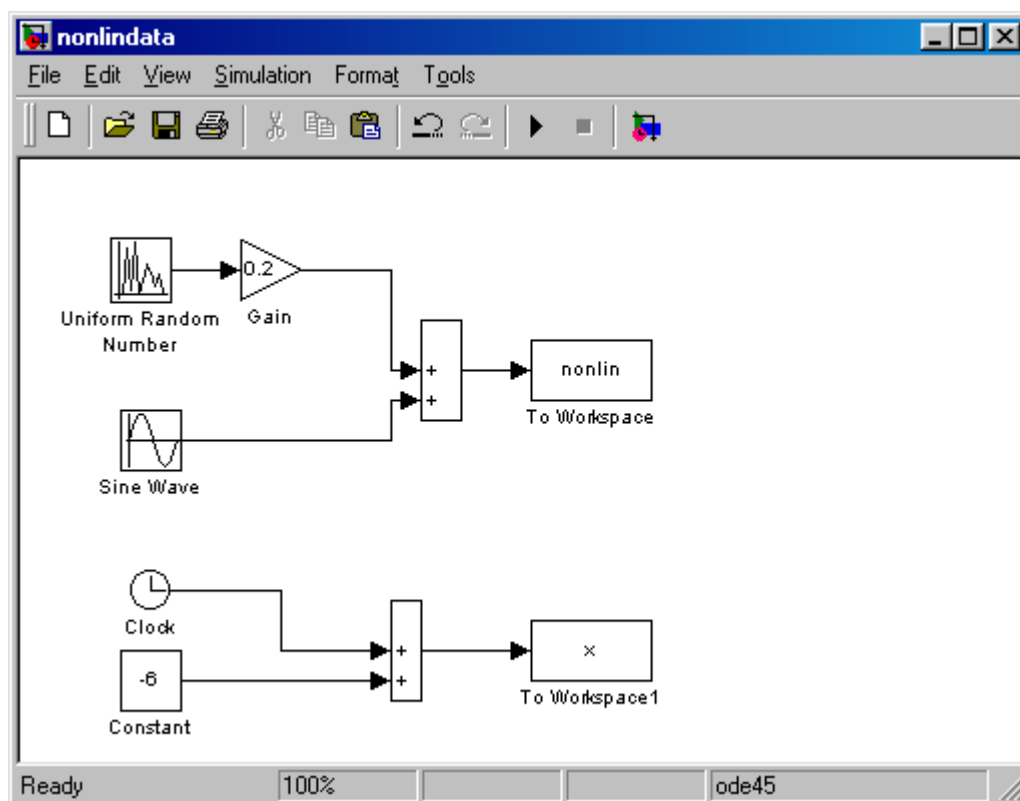 nonlindata
File Edit View Simulation Format Tools
0.2
Uniform Random
Number
Gain
+
+
nonlin
To Workspace
Sine Wave
Clock
+
+
x
To Workspace1
-6
Constant
Ready 100% ode45